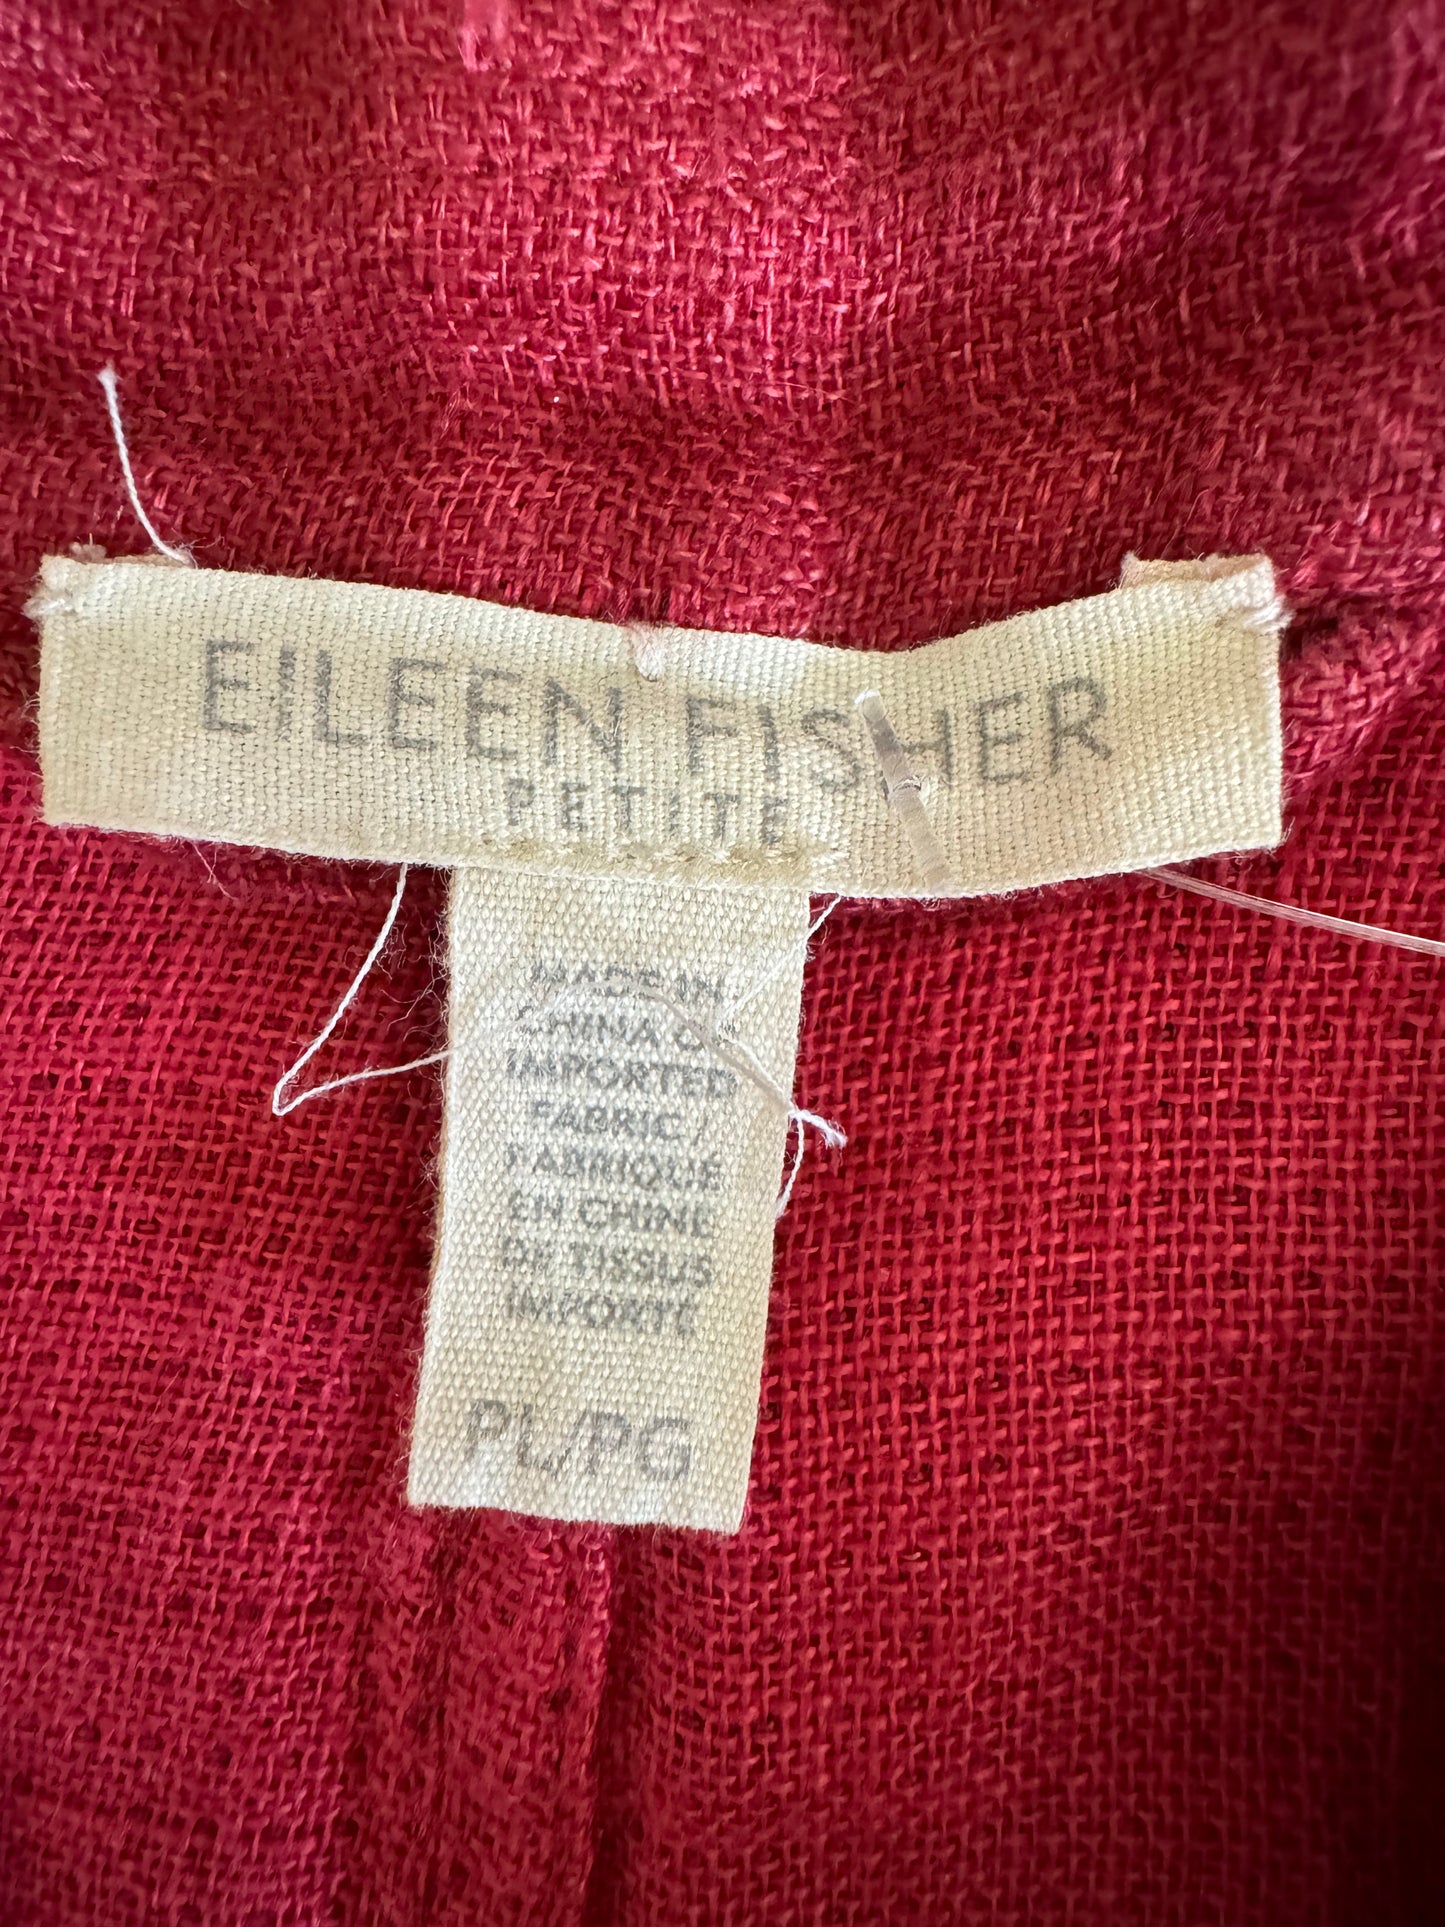 EILEEN FISHER
PETITE
MADE IN
CHINA OF
IMPORTED
FABRIC/
FABRIQUE
EN CHINE
DE TISSUS
IMPORTE
PL/PG